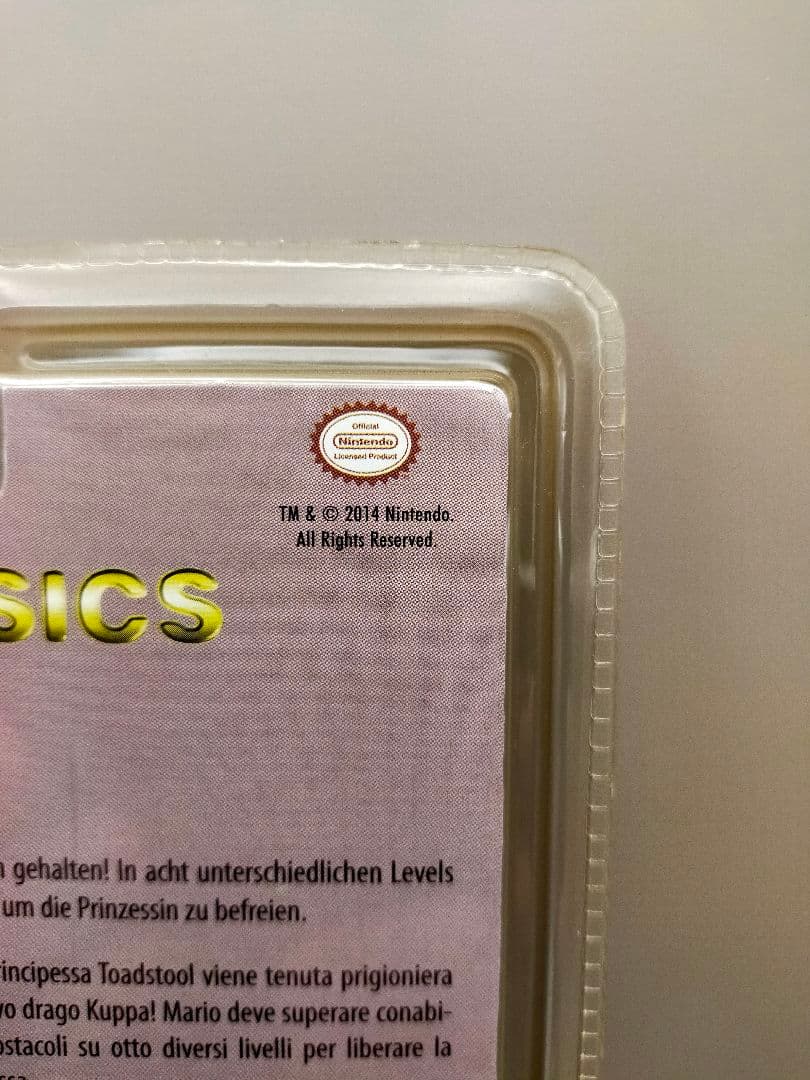 Official
Nintendo
Licensed Product
TM & © 2014 Nintendo.
All Rights Reserved.
SICS
gehalten! In acht unterschiedlichen Levels
um die Prinzessin zu befreien.
incipessa Toadstool viene tenuta prigioniera
vo drago Kuppa! Mario deve superare conabi-
ostacoli su otto diversi livelli per liberare la